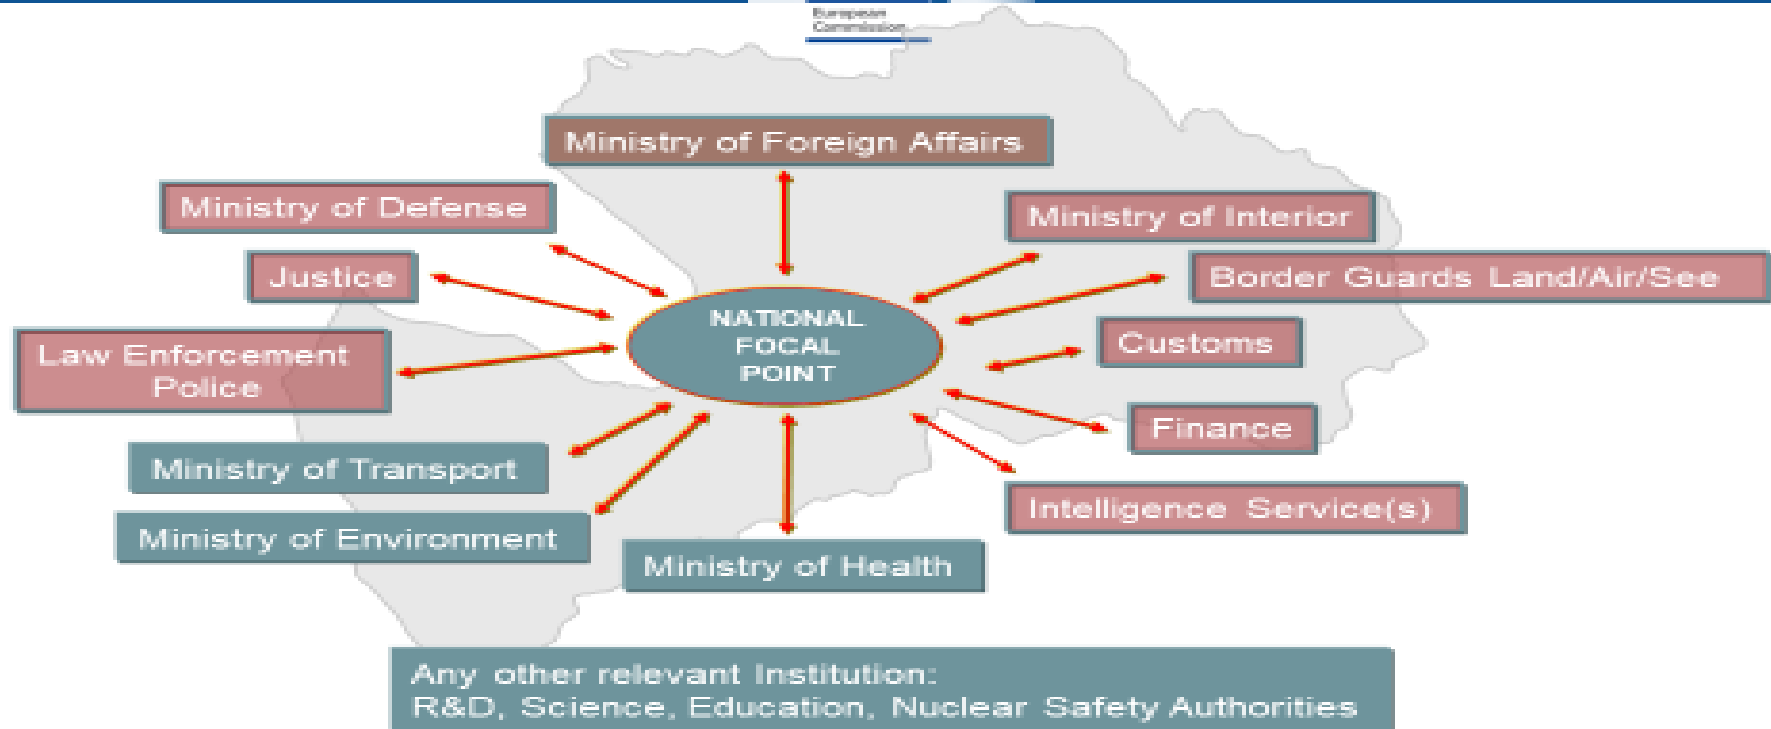 European
Commission
Ministry of Foreign Affairs
Ministry of Defense
Ministry of Interior
Justice
Border Guards Land/Air/See
NATIONAL
FOCAL
POINT
Law Enforcement
Police
Customs
Finance
Ministry of Transport
Intelligence Service(s)
Ministry of Environment
Ministry of Health
Any other relevant Institution:
R&D, Science, Education, Nuclear Safety Authorities